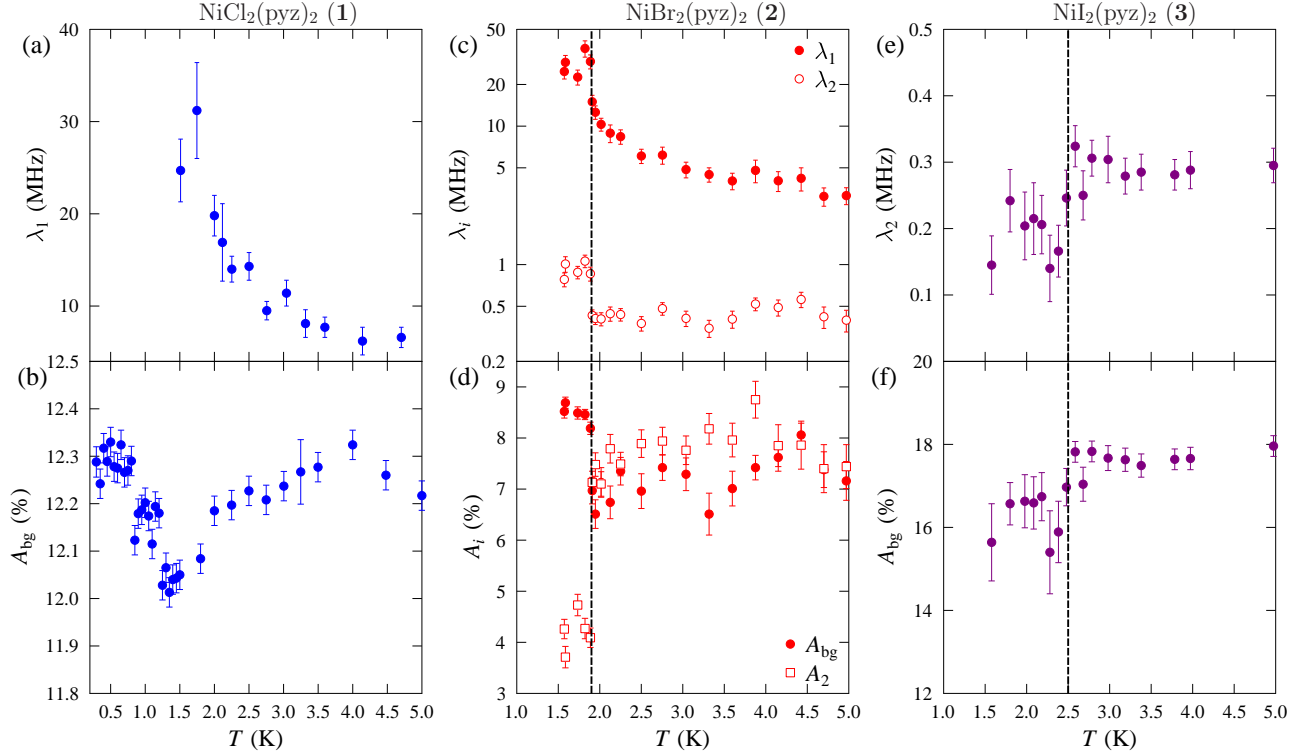 NiCl₂(pyz)₂ (1)
NiBr₂(pyz)₂ (2)
NiI₂(pyz)₂ (3)
(a)
40
30
20
10
λ₁ (MHz)
(b)
12.5
12.4
12.3
12.2
12.1
12.0
11.9
11.8
A_bg (%)
0.5 1.0 1.5 2.0 2.5 3.0 3.5 4.0 4.5 5.0
T (K)
(c)
50
20
10
5
1
0.5
0.2
λᵢ (MHz)
λ₁
λ₂
(d)
9
8
7
6
5
4
3
Aᵢ (%)
A_bg
A₂
1.0 1.5 2.0 2.5 3.0 3.5 4.0 4.5 5.0
T (K)
(e)
0.5
0.4
0.3
0.2
0.1
λ₂ (MHz)
(f)
20
18
16
14
12
A_bg (%)
1.0 1.5 2.0 2.5 3.0 3.5 4.0 4.5 5.0
T (K)